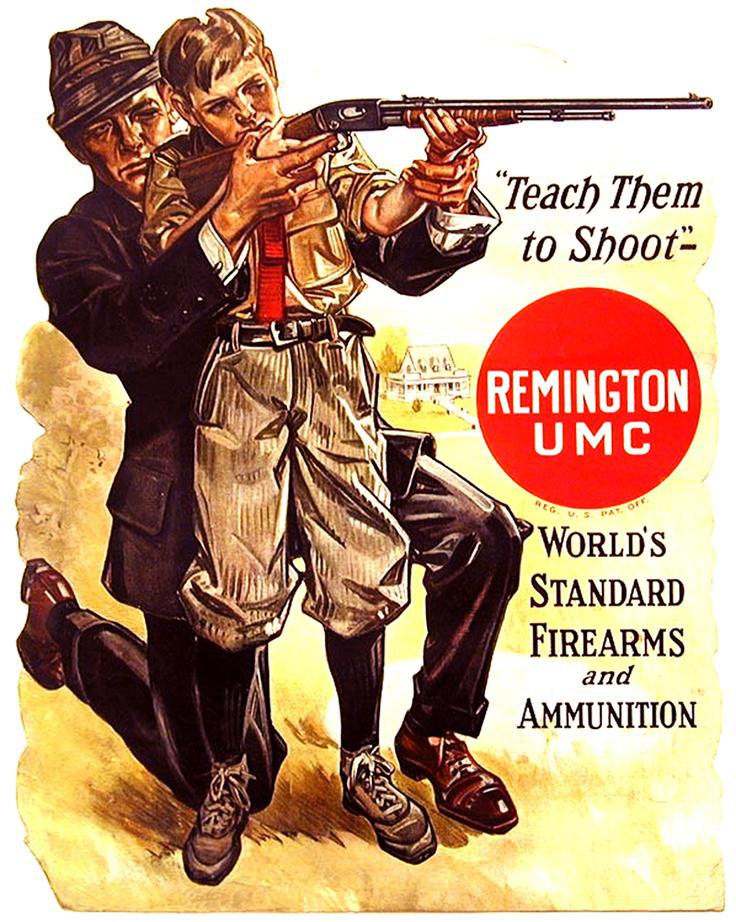 "Teach Them
to Shoot"-
REMINGTON
UMC
REG. U. S. PAT. OFF.
WORLD'S
STANDARD
FIREARMS
and
AMMUNITION